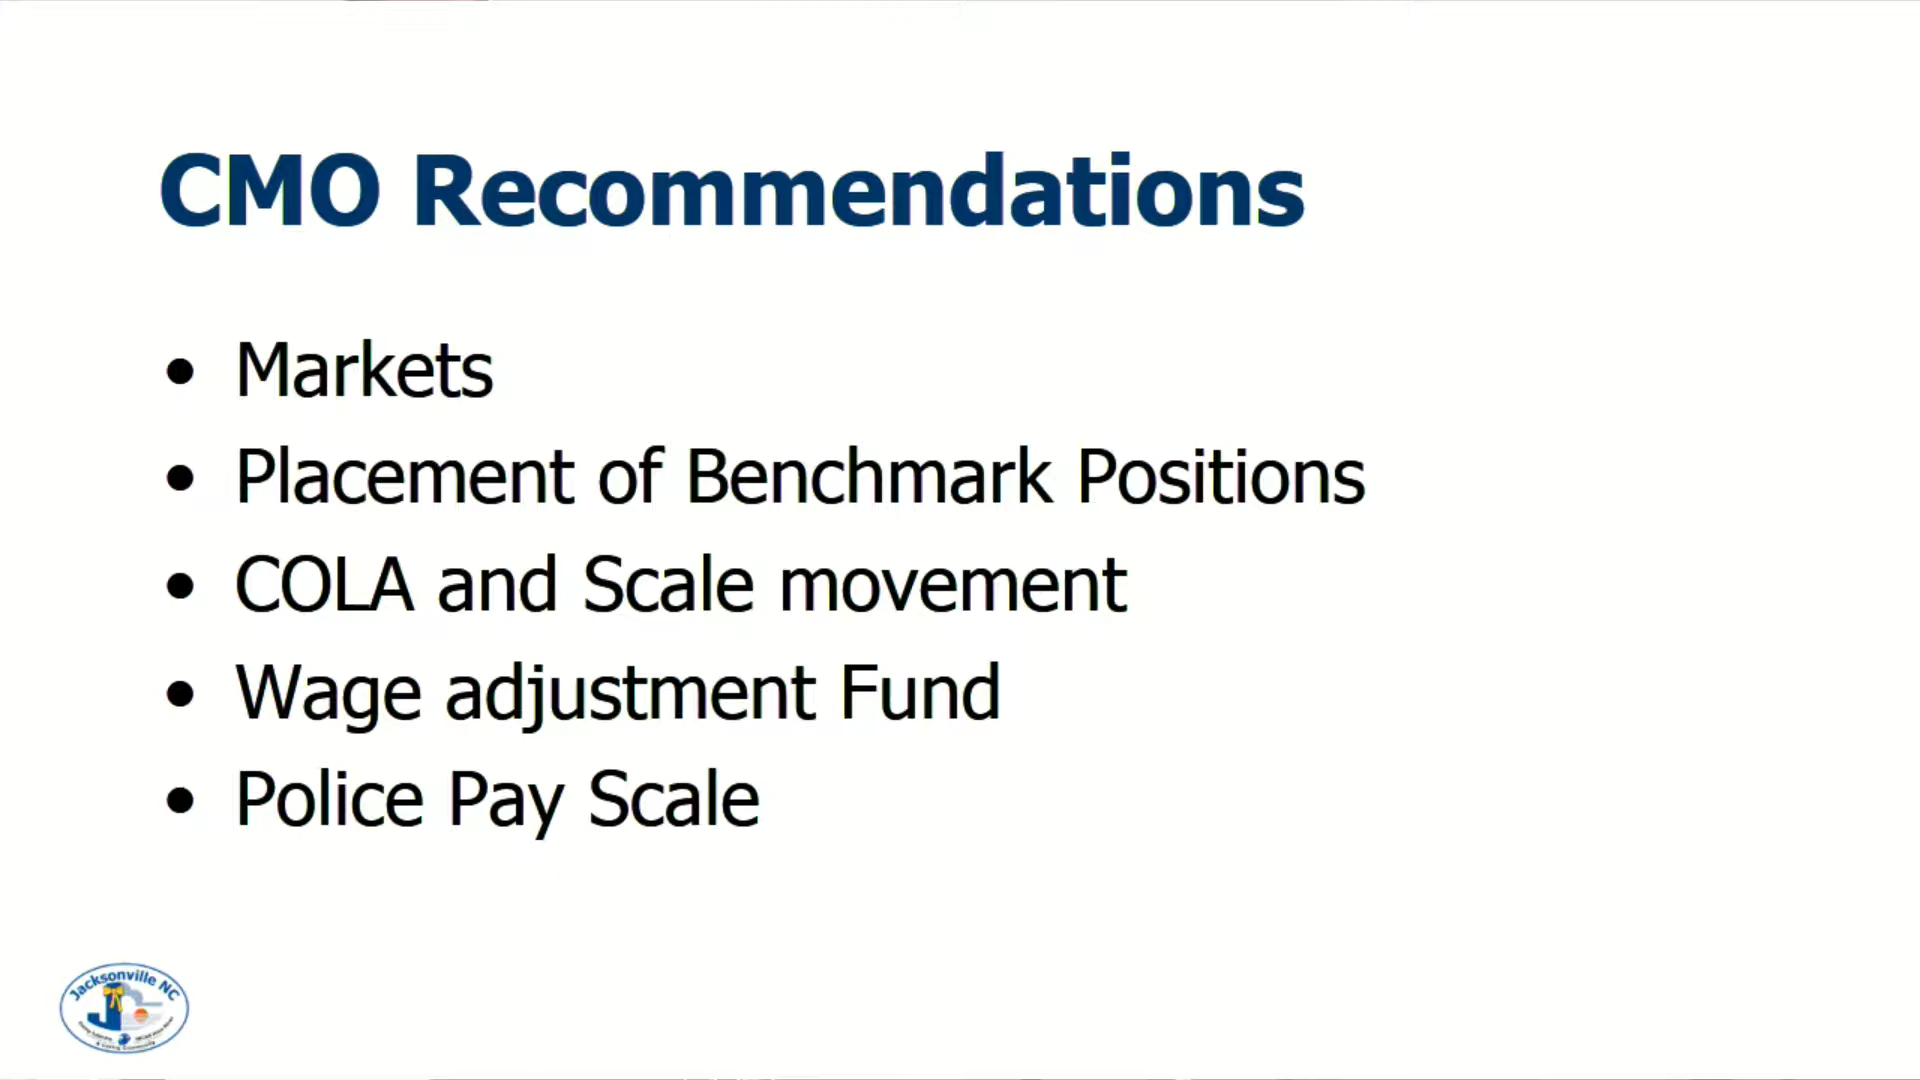 CMO Recommendations
• Markets
• Placement of Benchmark Positions
• COLA and Scale movement
• Wage adjustment Fund
• Police Pay Scale
Jacksonville NC